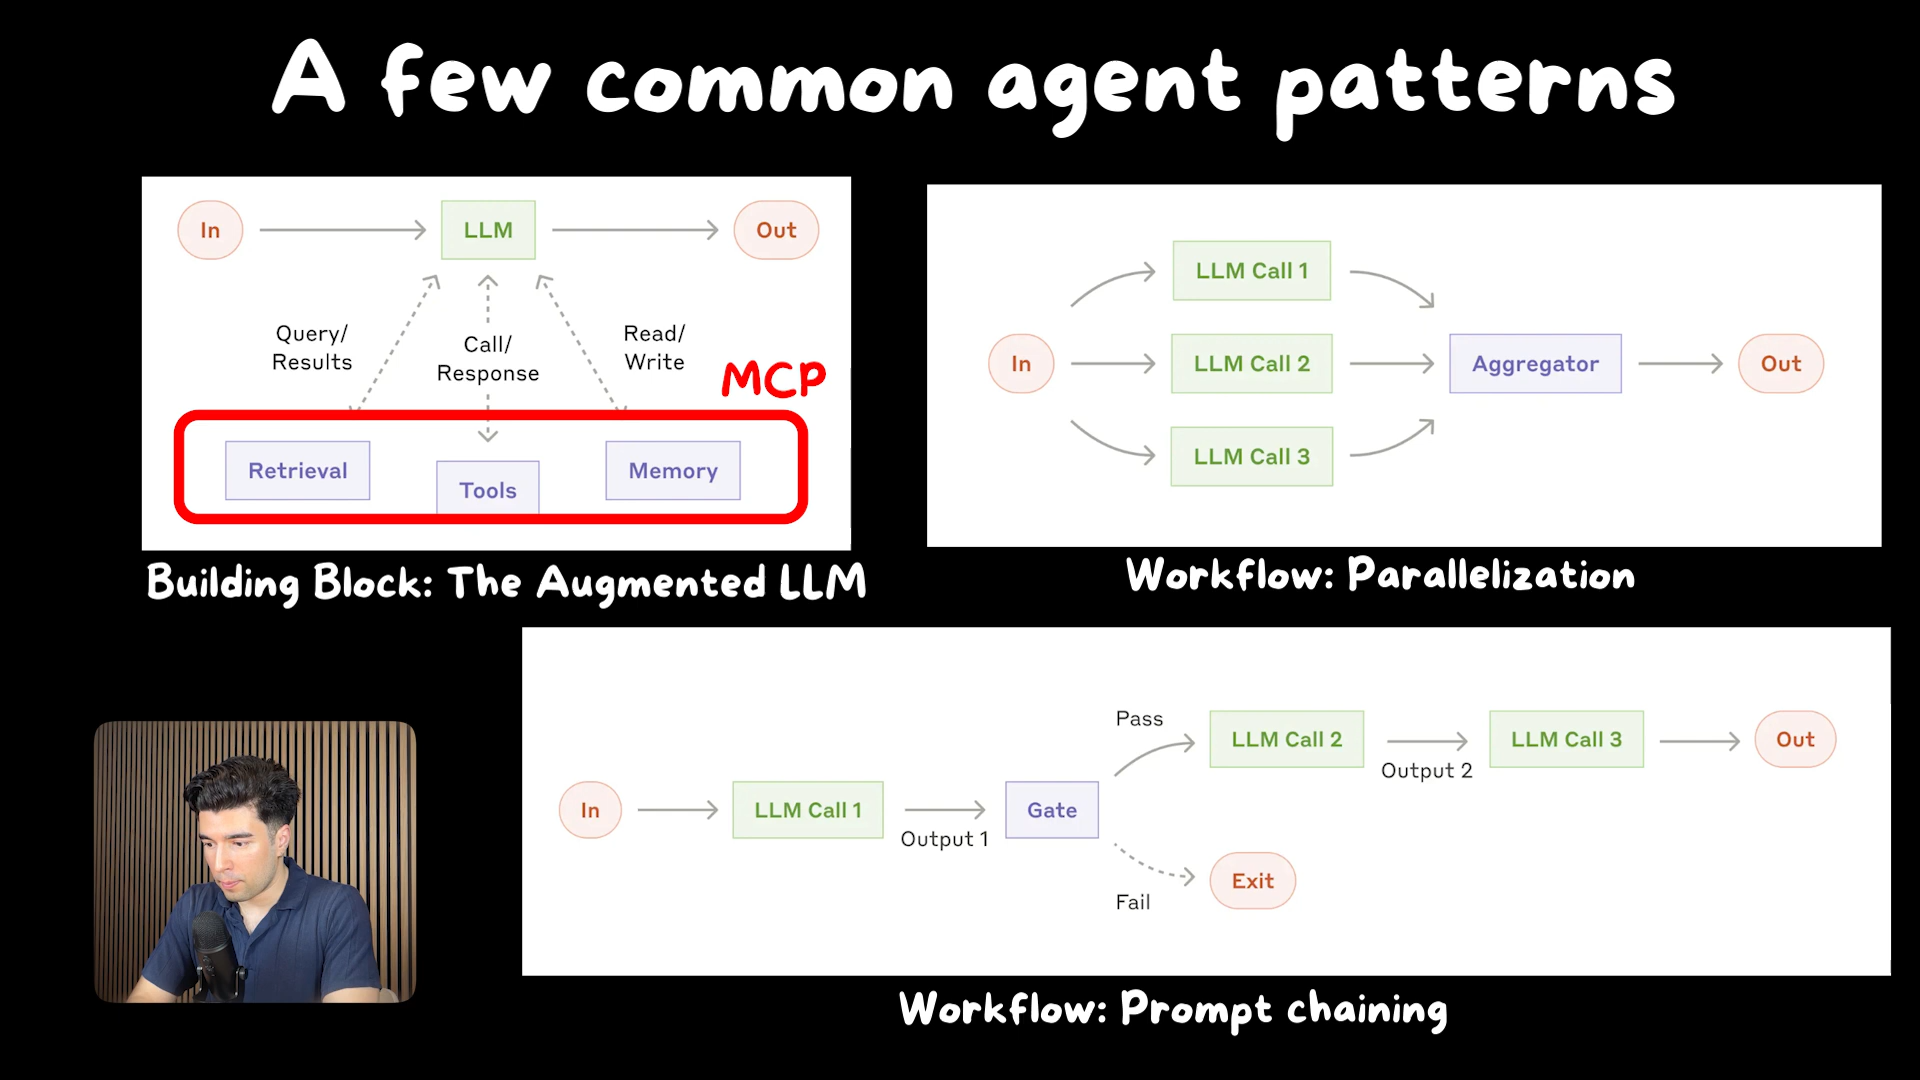 A few common agent patterns
In
LLM
Out
Query/
Results
Call/
Response
Read/
Write
MCP
Retrieval
Tools
Memory
Building Block: The Augmented LLM
In
LLM Call 1
LLM Call 2
LLM Call 3
Aggregator
Out
Workflow: Parallelization
In
LLM Call 1
Output 1
Gate
Pass
Fail
LLM Call 2
Output 2
LLM Call 3
Out
Exit
Workflow: Prompt chaining